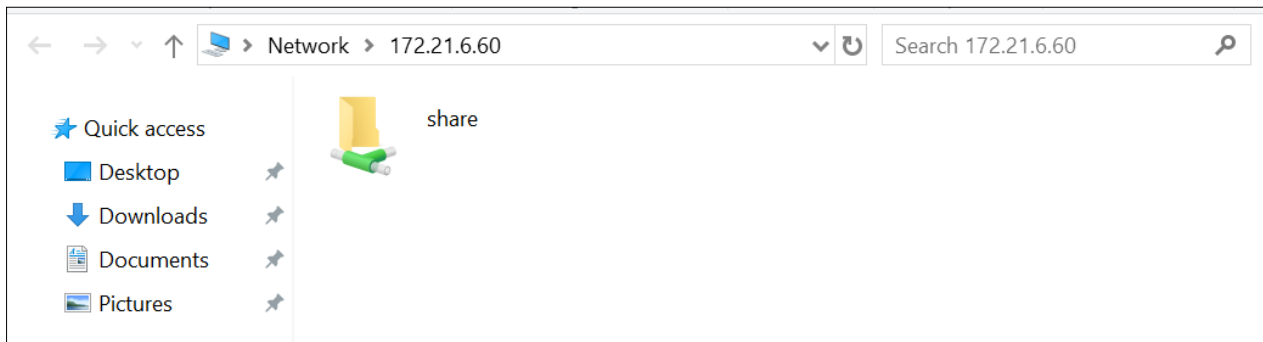 Network > 172.21.6.60
Search 172.21.6.60
Quick access
share
Desktop
Downloads
Documents
Pictures